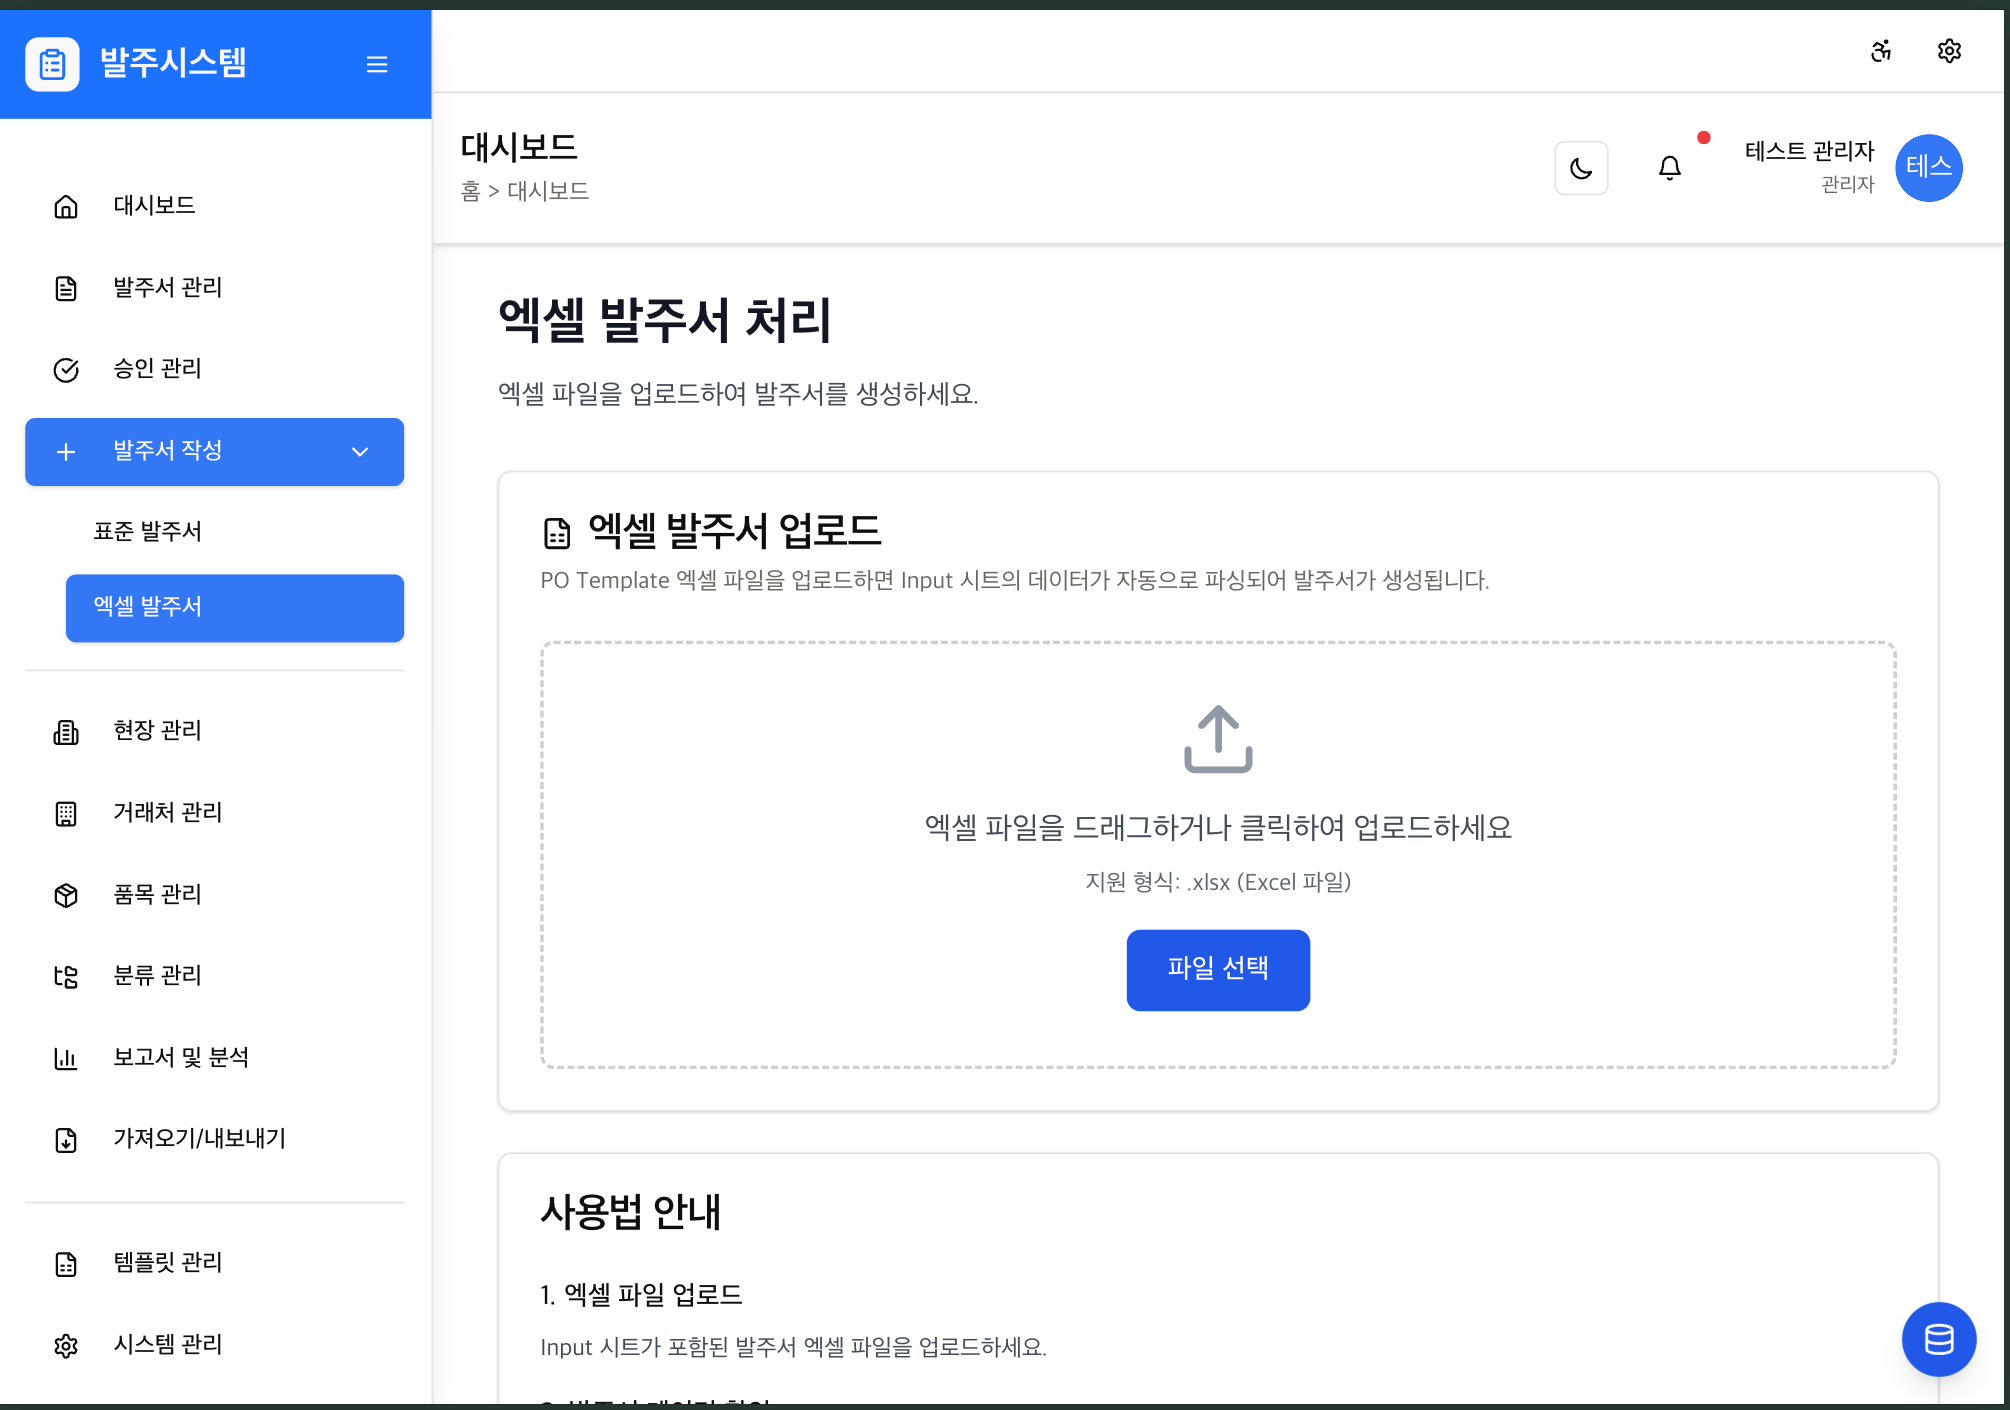 발주시스템
대시보드
발주서 관리
승인 관리
발주서 작성
표준 발주서
엑셀 발주서
현장 관리
거래처 관리
품목 관리
분류 관리
보고서 및 분석
가져오기/내보내기
템플릿 관리
시스템 관리
대시보드
홈 > 대시보드
테스트 관리자
관리자
테스
엑셀 발주서 처리
엑셀 파일을 업로드하여 발주서를 생성하세요.
엑셀 발주서 업로드
PO Template 엑셀 파일을 업로드하면 Input 시트의 데이터가 자동으로 파싱되어 발주서가 생성됩니다.
엑셀 파일을 드래그하거나 클릭하여 업로드하세요
지원 형식: .xlsx (Excel 파일)
파일 선택
사용법 안내
1. 엑셀 파일 업로드
Input 시트가 포함된 발주서 엑셀 파일을 업로드하세요.